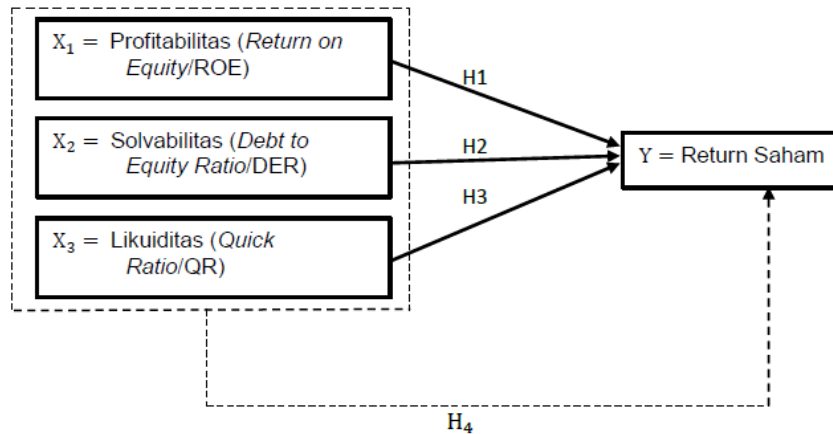 X₁ = Profitabilitas (Return on
Equity/ROE)
H1
X₂ = Solvabilitas (Debt to
Equity Ratio/DER)
H2
Y = Return Saham
H3
X₃ = Likuiditas (Quick
Ratio/QR)
H₄